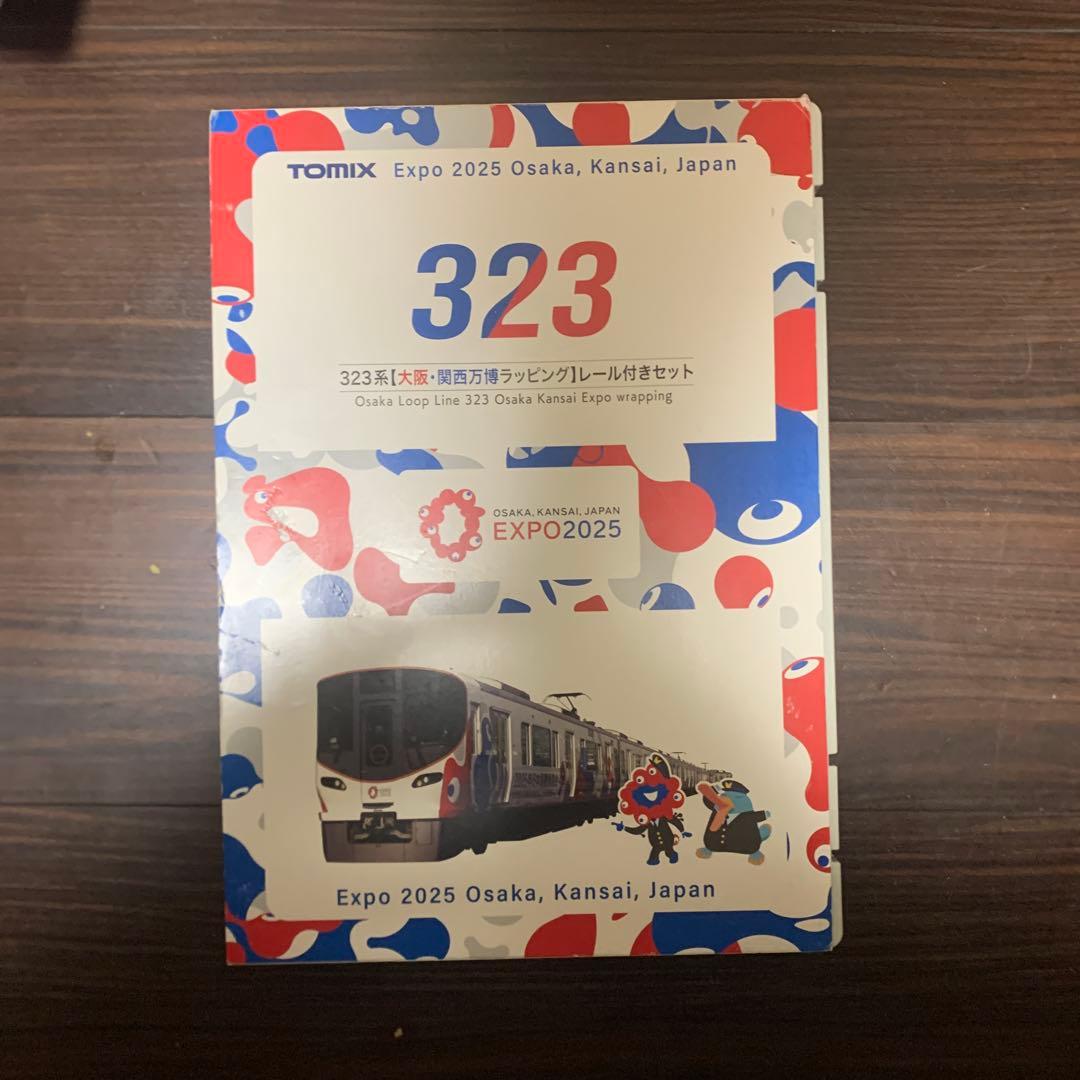 TOMIX Expo 2025 Osaka, Kansai, Japan
323
323系【大阪・関西万博ラッピング】レール付きセット
Osaka Loop Line 323 Osaka Kansai Expo wrapping
OSAKA, KANSAI, JAPAN
EXPO2025
Expo 2025 Osaka, Kansai, Japan